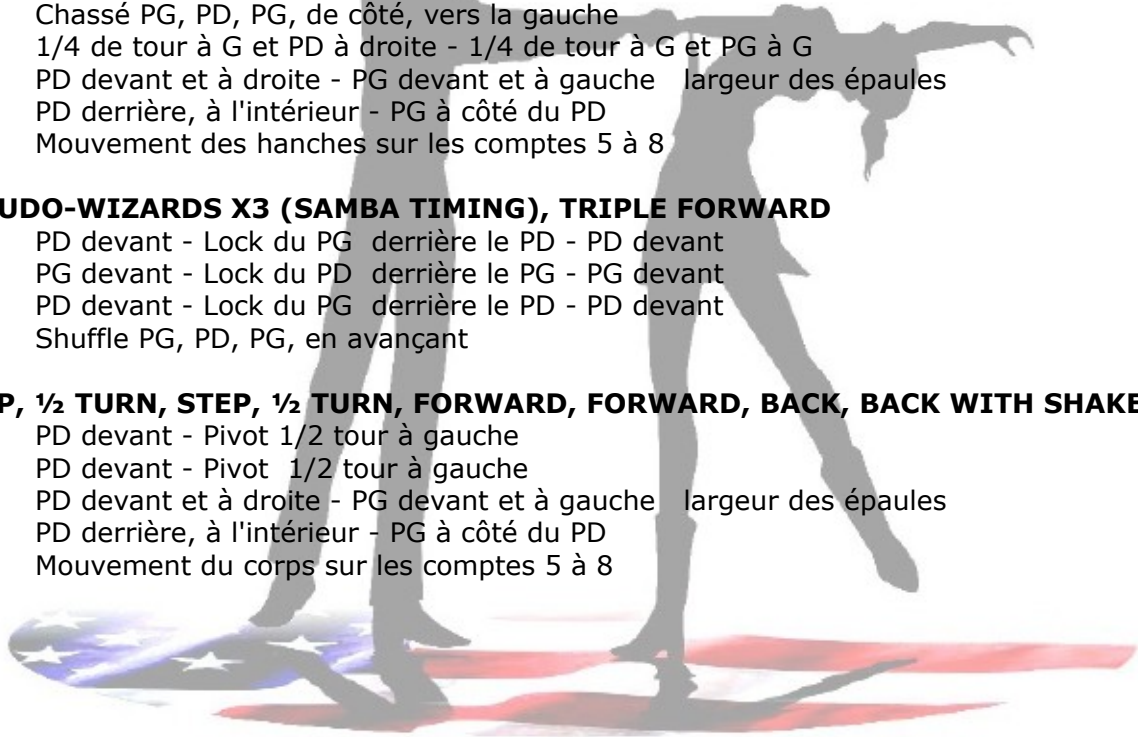 Chassé PG, PD, PG, de côté, vers la gauche
1/4 de tour à G et PD à droite - 1/4 de tour à G et PG à G
PD devant et à droite - PG devant et à gauche largeur des épaules
PD derrière, à l'intérieur - PG à côté du PD
Mouvement des hanches sur les comptes 5 à 8
UDO-WIZARDS X3 (SAMBA TIMING), TRIPLE FORWARD
PD devant - Lock du PG derrière le PD - PD devant
PG devant - Lock du PD derrière le PG - PG devant
PD devant - Lock du PG derrière le PD - PD devant
Shuffle PG, PD, PG, en avançant
P, ½ TURN, STEP, ½ TURN, FORWARD, FORWARD, BACK, BACK WITH SHAKE
PD devant - Pivot 1/2 tour à gauche
PD devant - Pivot 1/2 tour à gauche
PD devant et à droite - PG devant et à gauche largeur des épaules
PD derrière, à l'intérieur - PG à côté du PD
Mouvement du corps sur les comptes 5 à 8